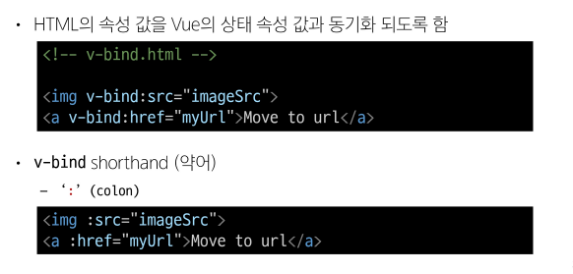 • HTML의 속성 값을 Vue의 상태 속성 값과 동기화 되도록 함
<!-- v-bind.html -->
<img v-bind:src="imageSrc">
<a v-bind:href="myUrl">Move to url</a>
• v-bind shorthand (약어)
– ‘:’ (colon)
<img :src="imageSrc">
<a :href="myUrl">Move to url</a>